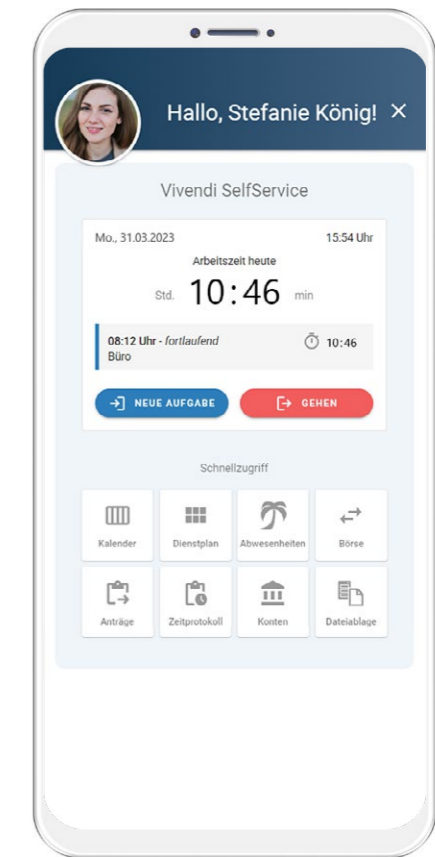 Hallo, Stefanie König!
Vivendi SelfService
Mo., 31.03.2023 15:54 Uhr
Arbeitszeit heute
Std. 10:46 min
08:12 Uhr - fortlaufend 10:46
Büro
NEUE AUFGABE GEHEN
Schnellzugriff
Kalender Dienstplan Abwesenheiten Börse
Anträge Zeitprotokoll Konten Dateiablage